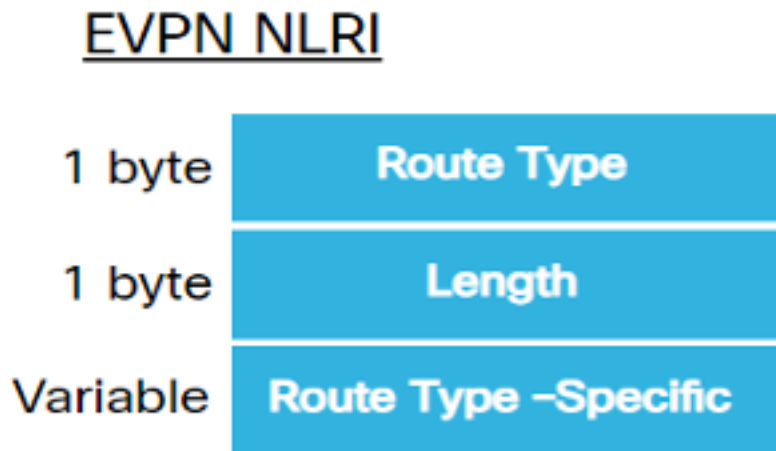 EVPN NLRI
1 byte Route Type
1 byte Length
Variable Route Type –Specific